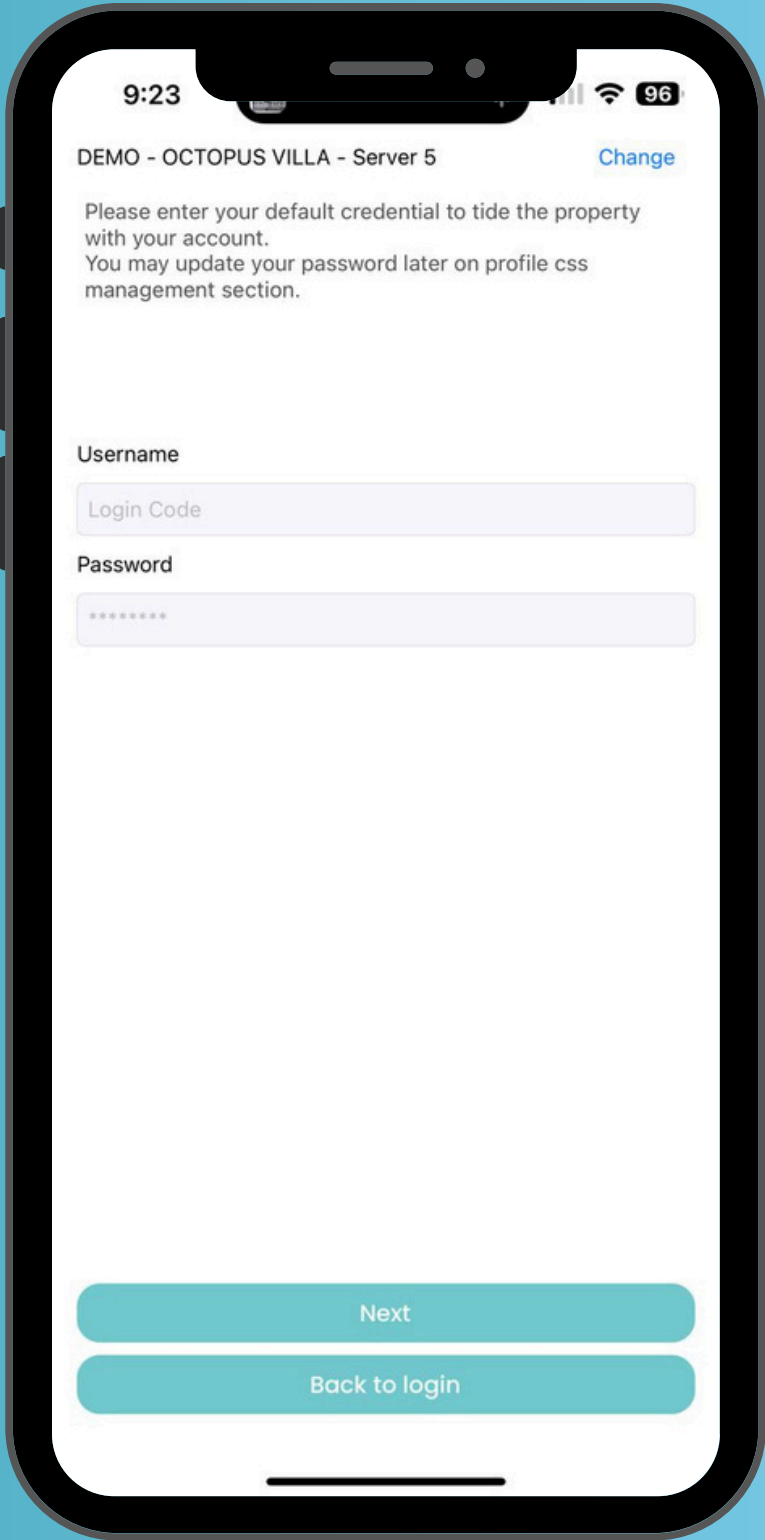 9:23
96
DEMO - OCTOPUS VILLA - Server 5 Change
Please enter your default credential to tide the property
with your account.
You may update your password later on profile css
management section.
Username
Login Code
Password
********
Next
Back to login